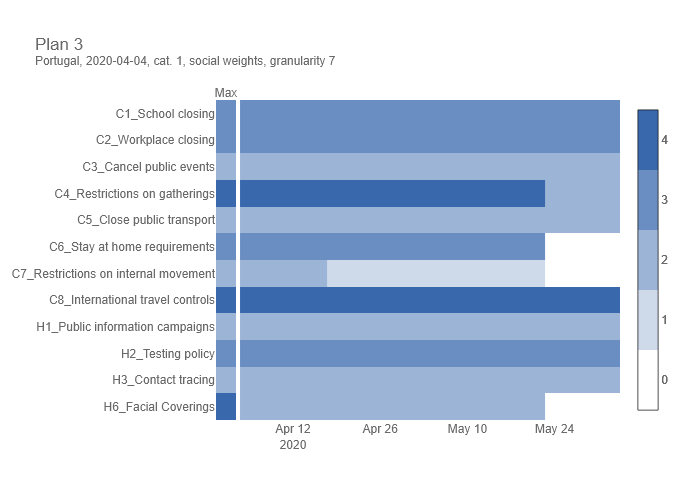 Plan 3
Portugal, 2020-04-04, cat. 1, social weights, granularity 7
Max
C1_School closing
C2_Workplace closing
C3_Cancel public events
C4_Restrictions on gatherings
C5_Close public transport
C6_Stay at home requirements
C7_Restrictions on internal movement
C8_International travel controls
H1_Public information campaigns
H2_Testing policy
H3_Contact tracing
H6_Facial Coverings
4
3
2
1
0
Apr 12 Apr 26 May 10 May 24
2020